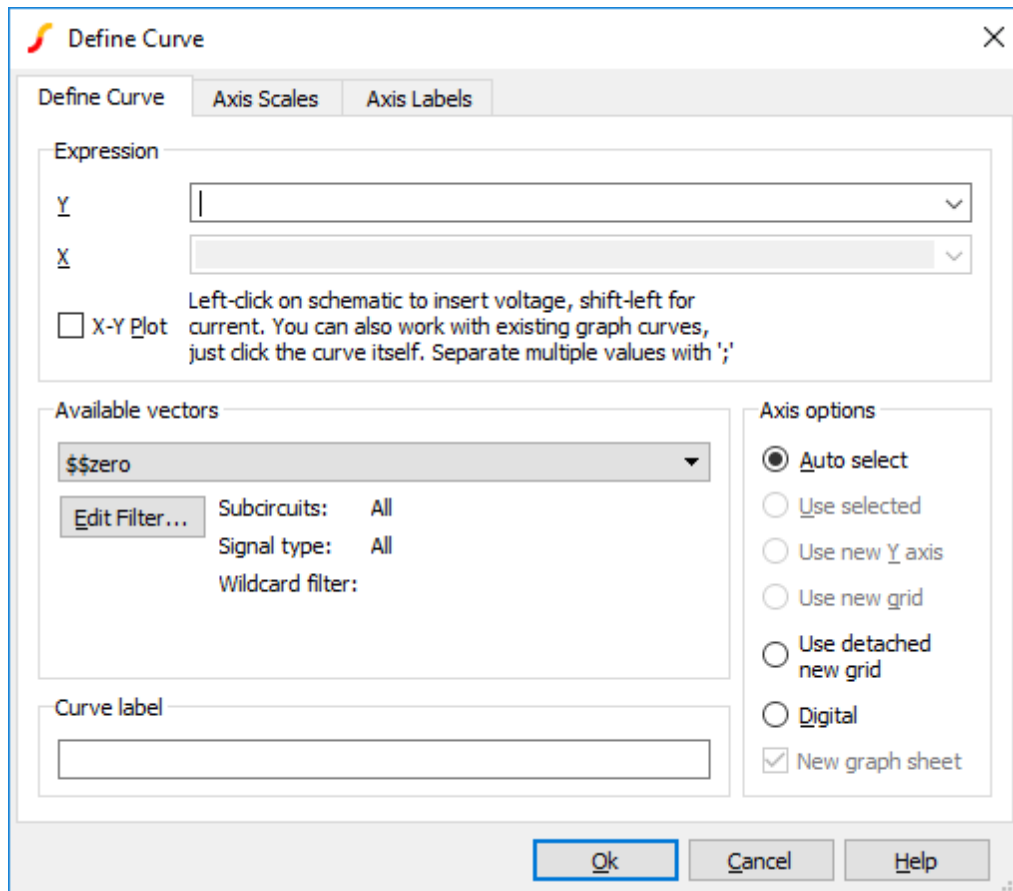 Define Curve
Define Curve
Axis Scales
Axis Labels
Expression
Y
X
X-Y Plot
Left-click on schematic to insert voltage, shift-left for
current. You can also work with existing graph curves,
just click the curve itself. Separate multiple values with ';'
Available vectors
$$zero
Edit Filter...
Subcircuits: All
Signal type: All
Wildcard filter:
Curve label
Axis options
Auto select
Use selected
Use new Y axis
Use new grid
Use detached
new grid
Digital
New graph sheet
Ok
Cancel
Help